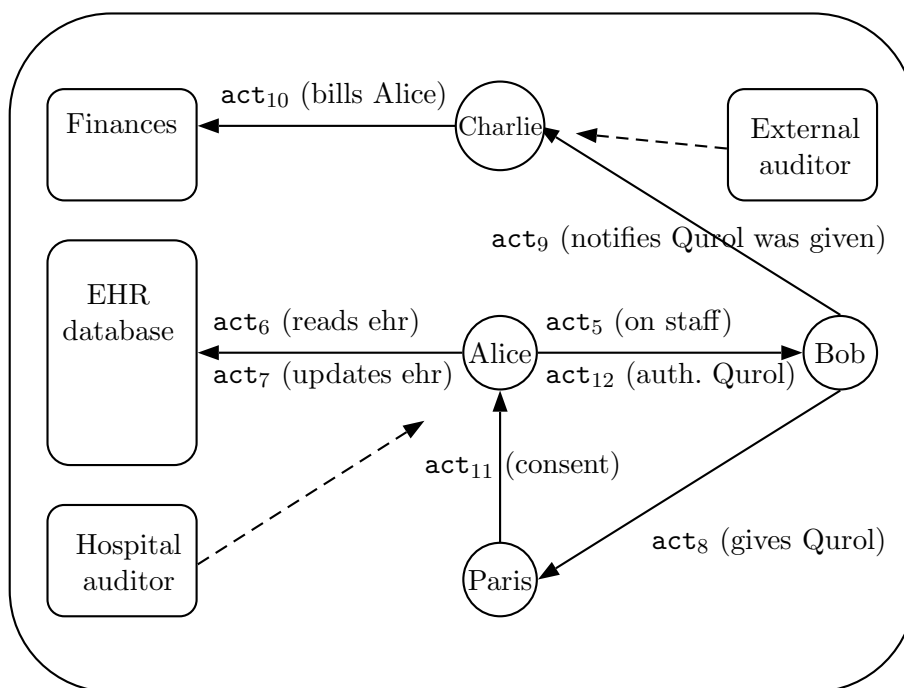 act₁₀ (bills Alice)
Finances
Charlie
External
auditor
act₉ (notifies Qurol was given)
EHR
database
act₆ (reads ehr)
act₅ (on staff)
Alice
Bob
act₇ (updates ehr)
act₁₂ (auth. Qurol)
act₁₁ (consent)
Hospital
auditor
act₈ (gives Qurol)
Paris